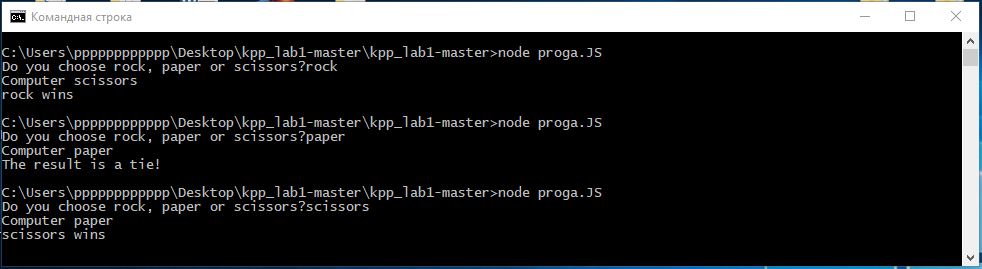 Командная строка
C:\Users\pppppppppppp\Desktop\kpp_lab1-master\kpp_lab1-master>node proga.JS
Do you choose rock, paper or scissors?rock
Computer scissors
rock wins
C:\Users\pppppppppppp\Desktop\kpp_lab1-master\kpp_lab1-master>node proga.JS
Do you choose rock, paper or scissors?paper
Computer paper
The result is a tie!
C:\Users\pppppppppppp\Desktop\kpp_lab1-master\kpp_lab1-master>node proga.JS
Do you choose rock, paper or scissors?scissors
Computer paper
scissors wins